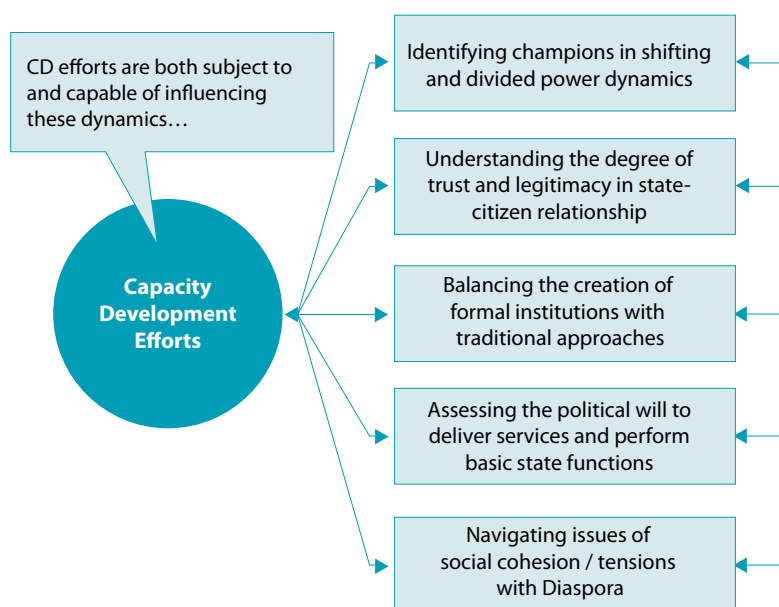 CD efforts are both subject to
and capable of influencing
these dynamics…
Capacity
Development
Efforts
Identifying champions in shifting
and divided power dynamics
Understanding the degree of
trust and legitimacy in state-
citizen relationship
Balancing the creation of
formal institutions with
traditional approaches
Assessing the political will to
deliver services and perform
basic state functions
Navigating issues of
social cohesion / tensions
with Diaspora